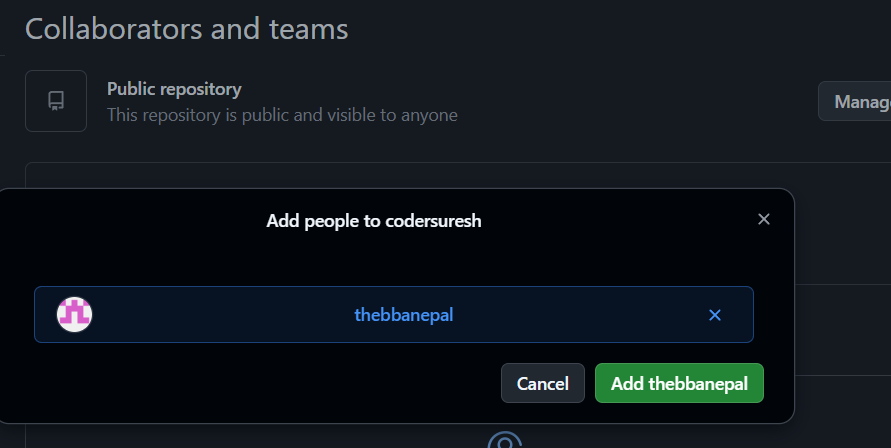 Collaborators and teams
Public repository
This repository is public and visible to anyone
Manag
Add people to codersuresh
thebbanepal
Cancel
Add thebbanepal